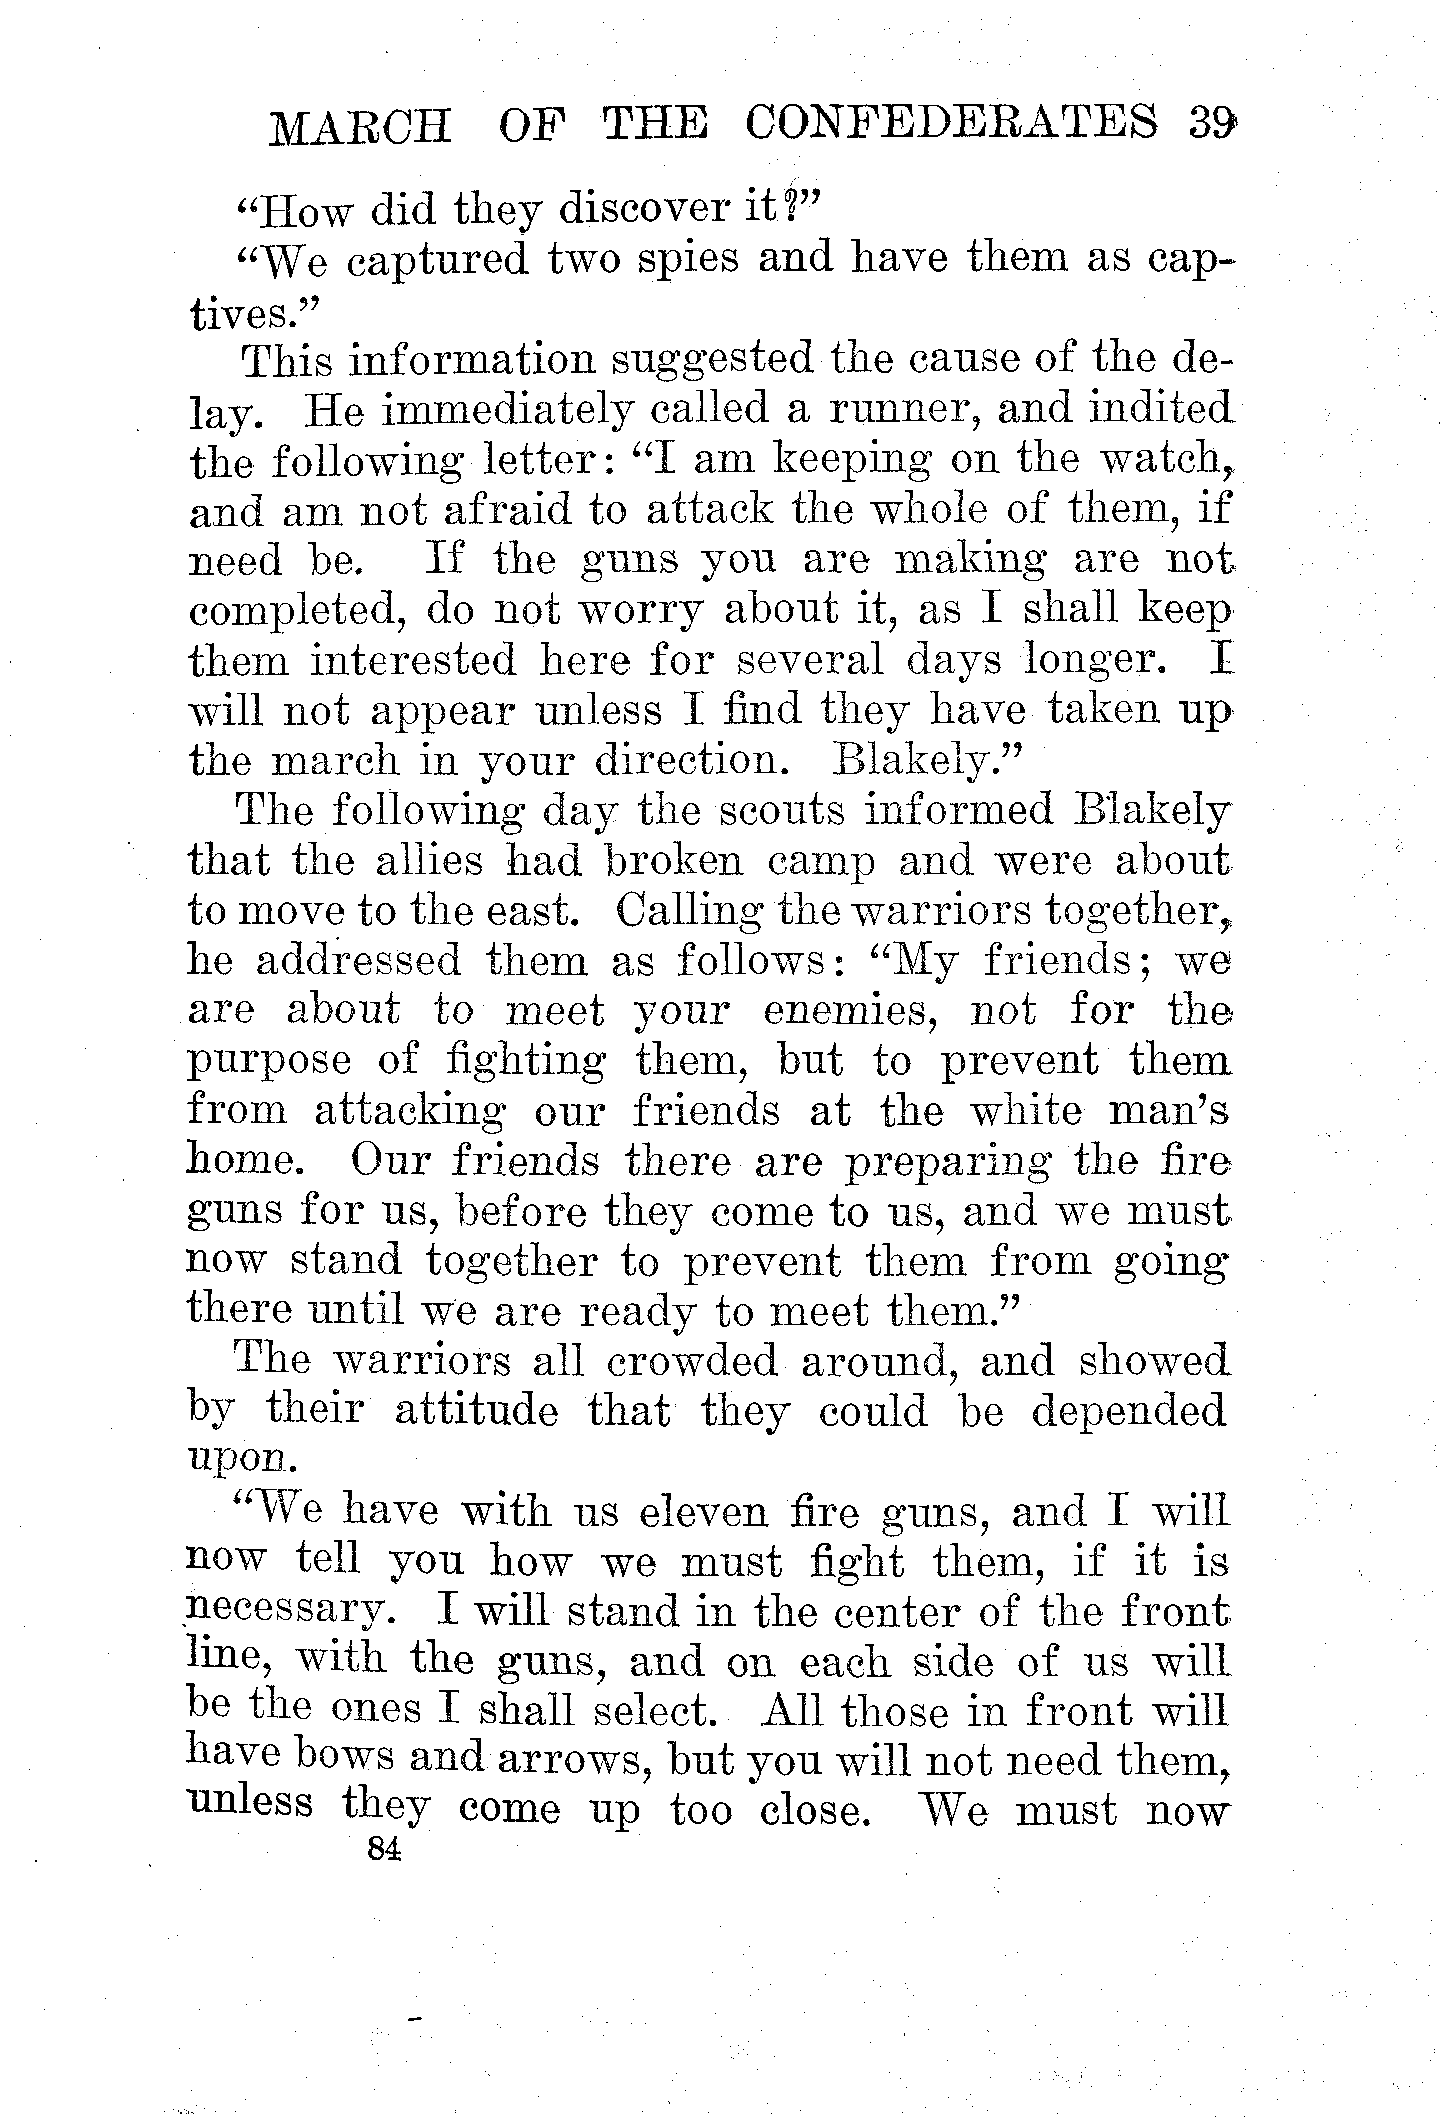 MARCH OF THE CONFEDERATES 39
“How did they discover it?”
“We captured two spies and have them as cap-
tives.”
This information suggested the cause of the de-
lay. He immediately called a runner, and indited
the following letter: “I am keeping on the watch,
and am not afraid to attack the whole of them, if
need be. If the guns you are making are not
completed, do not worry about it, as I shall keep
them interested here for several days longer. I
will not appear unless I find they have taken up
the march in your direction. Blakely.”
The following day the scouts informed Blakely
that the allies had broken camp and were about
to move to the east. Calling the warriors together,
he addressed them as follows: “My friends; we
are about to meet your enemies, not for the
purpose of fighting them, but to prevent them
from attacking our friends at the white man’s
home. Our friends there are preparing the fire
guns for us, before they come to us, and we must
now stand together to prevent them from going
there until we are ready to meet them.”
The warriors all crowded around, and showed
by their attitude that they could be depended
upon.
“We have with us eleven fire guns, and I will
now tell you how we must fight them, if it is
necessary. I will stand in the center of the front
line, with the guns, and on each side of us will
be the ones I shall select. All those in front will
have bows and arrows, but you will not need them,
unless they come up too close. We must now
84